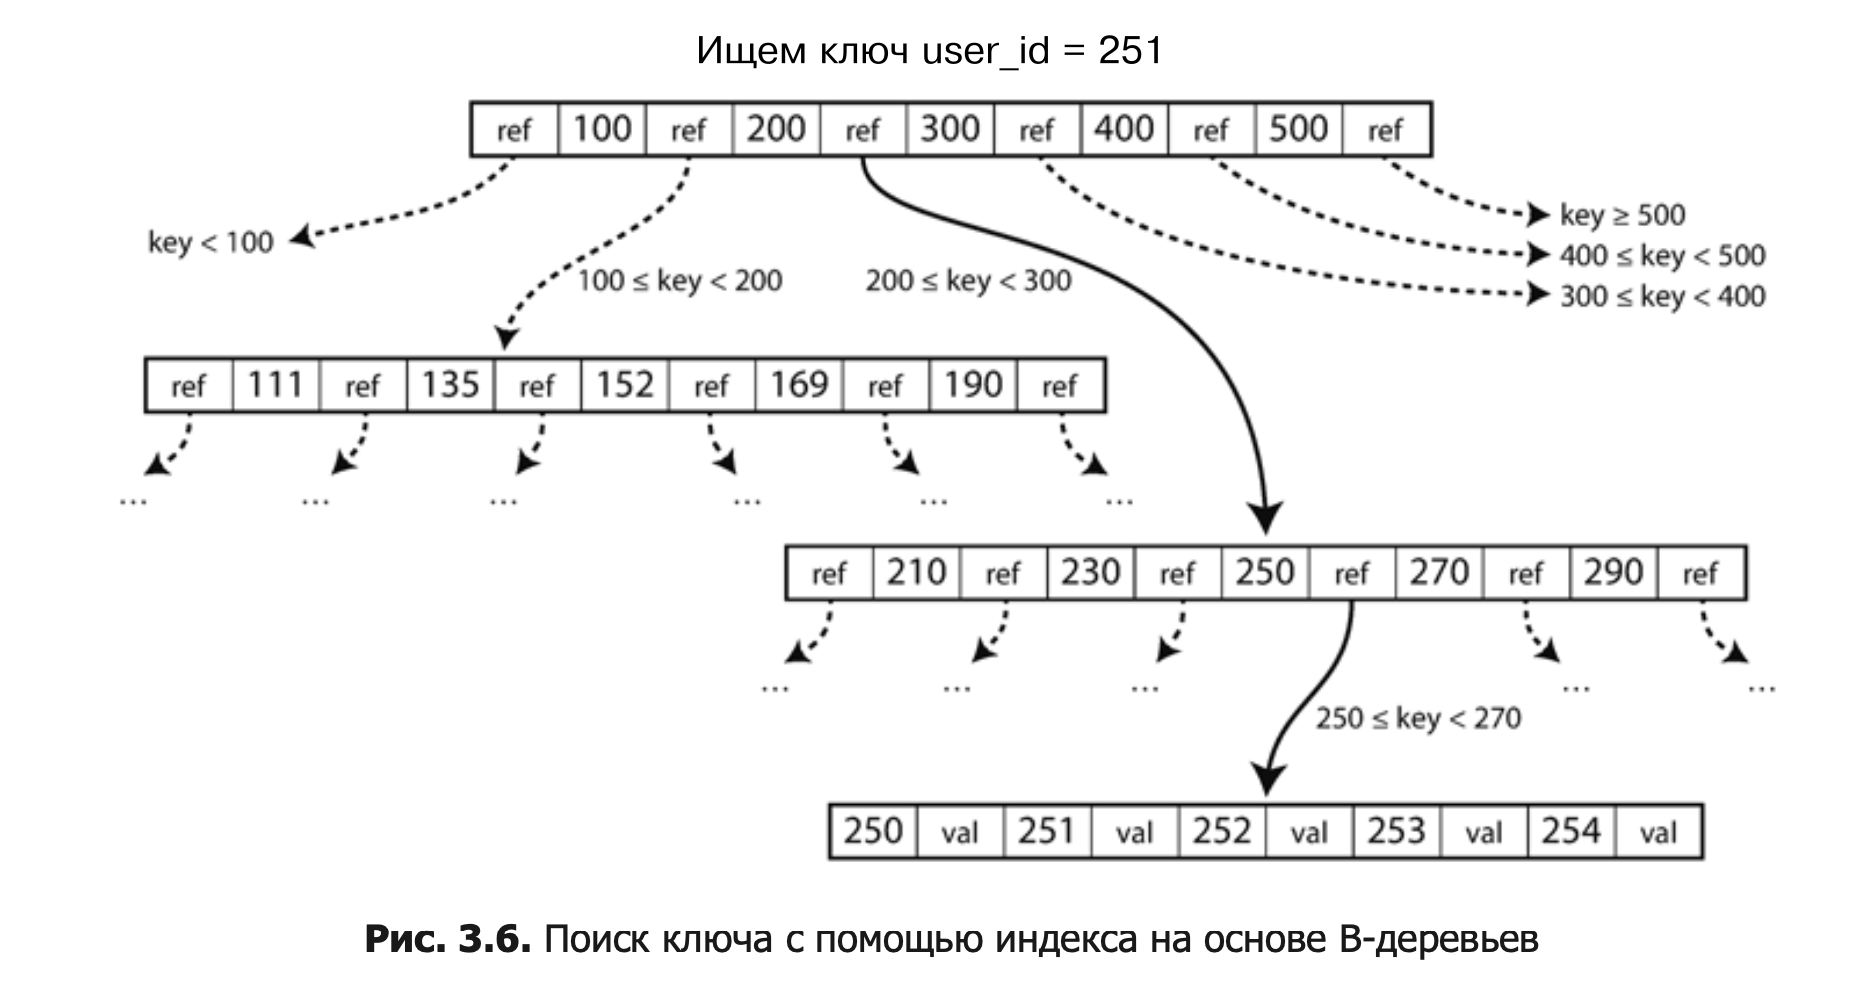 Ищем ключ user_id = 251
ref 100 ref 200 ref 300 ref 400 ref 500 ref
key < 100
key ≥ 500
400 ≤ key < 500
300 ≤ key < 400
100 ≤ key < 200
200 ≤ key < 300
ref 111 ref 135 ref 152 ref 169 ref 190 ref
... ... ... ... ... ...
ref 210 ref 230 ref 250 ref 270 ref 290 ref
... ... ... ... ...
250 ≤ key < 270
250 val 251 val 252 val 253 val 254 val
Рис. 3.6. Поиск ключа с помощью индекса на основе B-деревьев